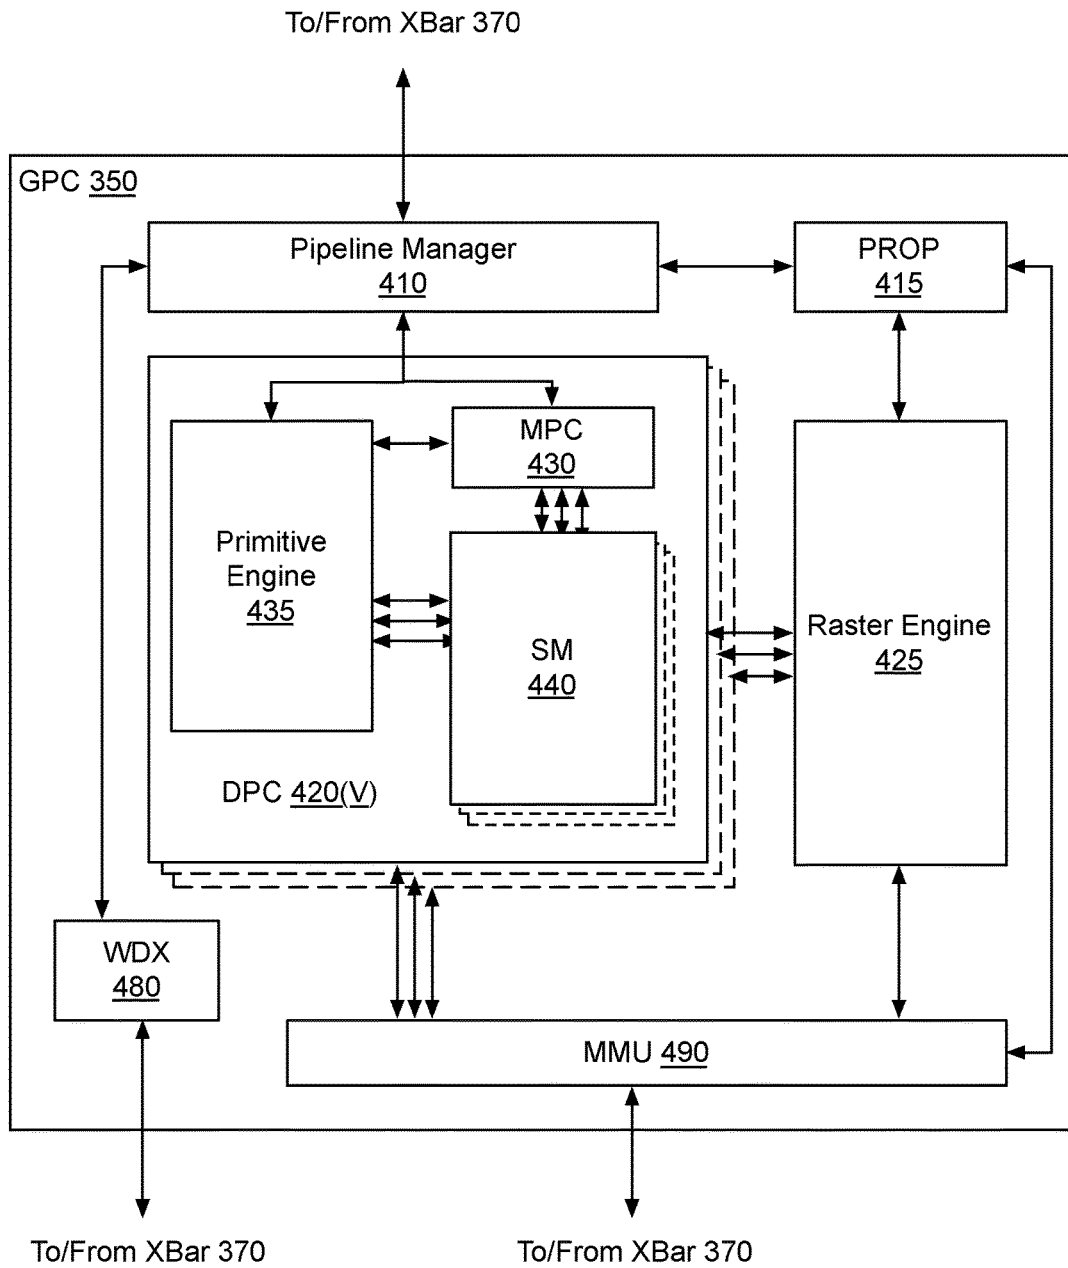 To/From XBar 370
GPC 350
Pipeline Manager
410
PROP
415
MPC
430
Primitive
Engine
435
SM
440
Raster Engine
425
DPC 420(V)
WDX
480
MMU 490
To/From XBar 370
To/From XBar 370